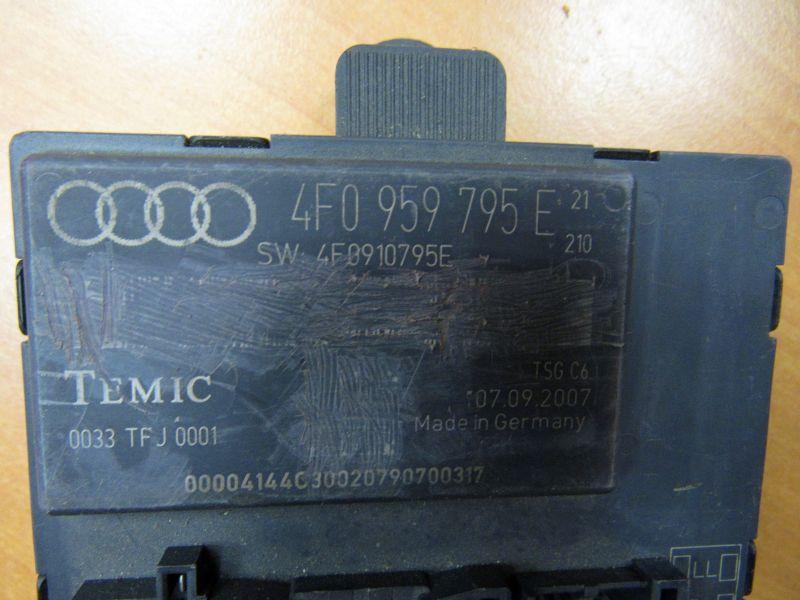 4F0 959 795 E 21
210
SW: 4F0910795E
TEMIC
TSG C6
07.09.2007
0033 TFJ 0001
Made in Germany
00004144C30020790700317
LL